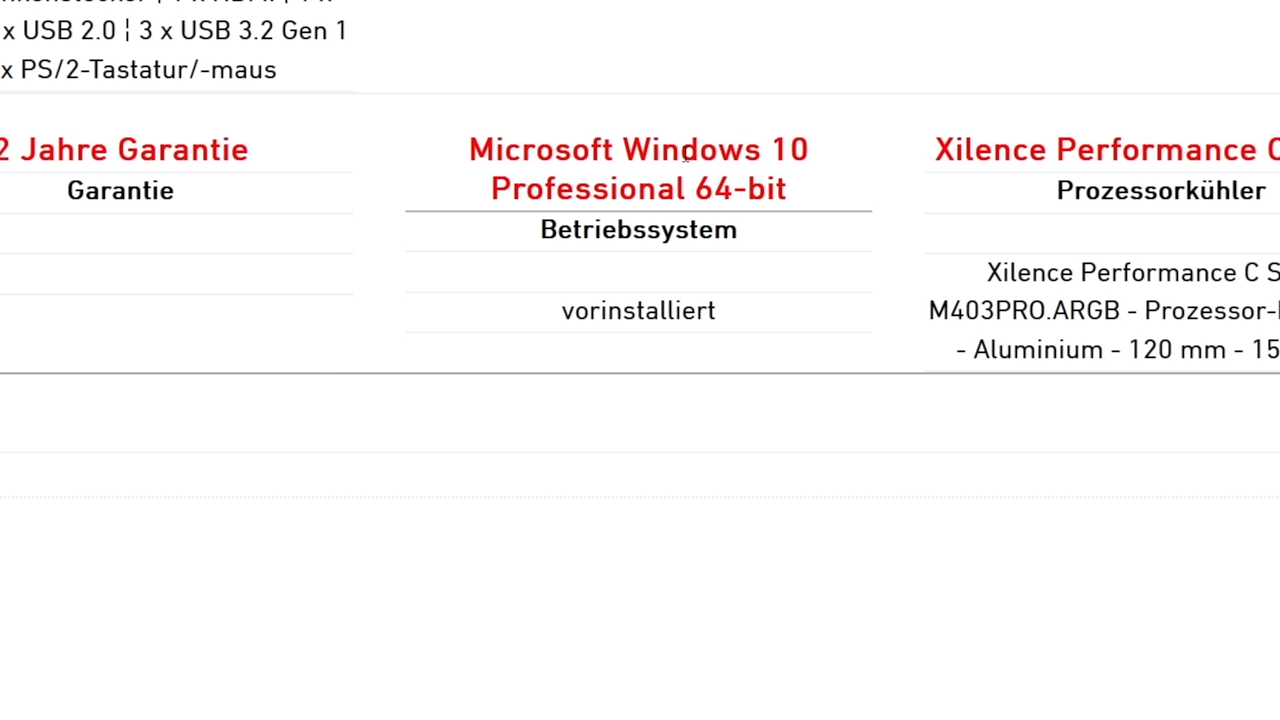 x USB 2.0 ¦ 3 x USB 3.2 Gen 1
x PS/2-Tastatur/-maus
2 Jahre Garantie
Garantie
Microsoft Windows 10
Professional 64-bit
Betriebssystem
vorinstalliert
Xilence Performance C
Prozessorkühler
Xilence Performance C S
M403PRO.ARGB - Prozessor-
- Aluminium - 120 mm - 15